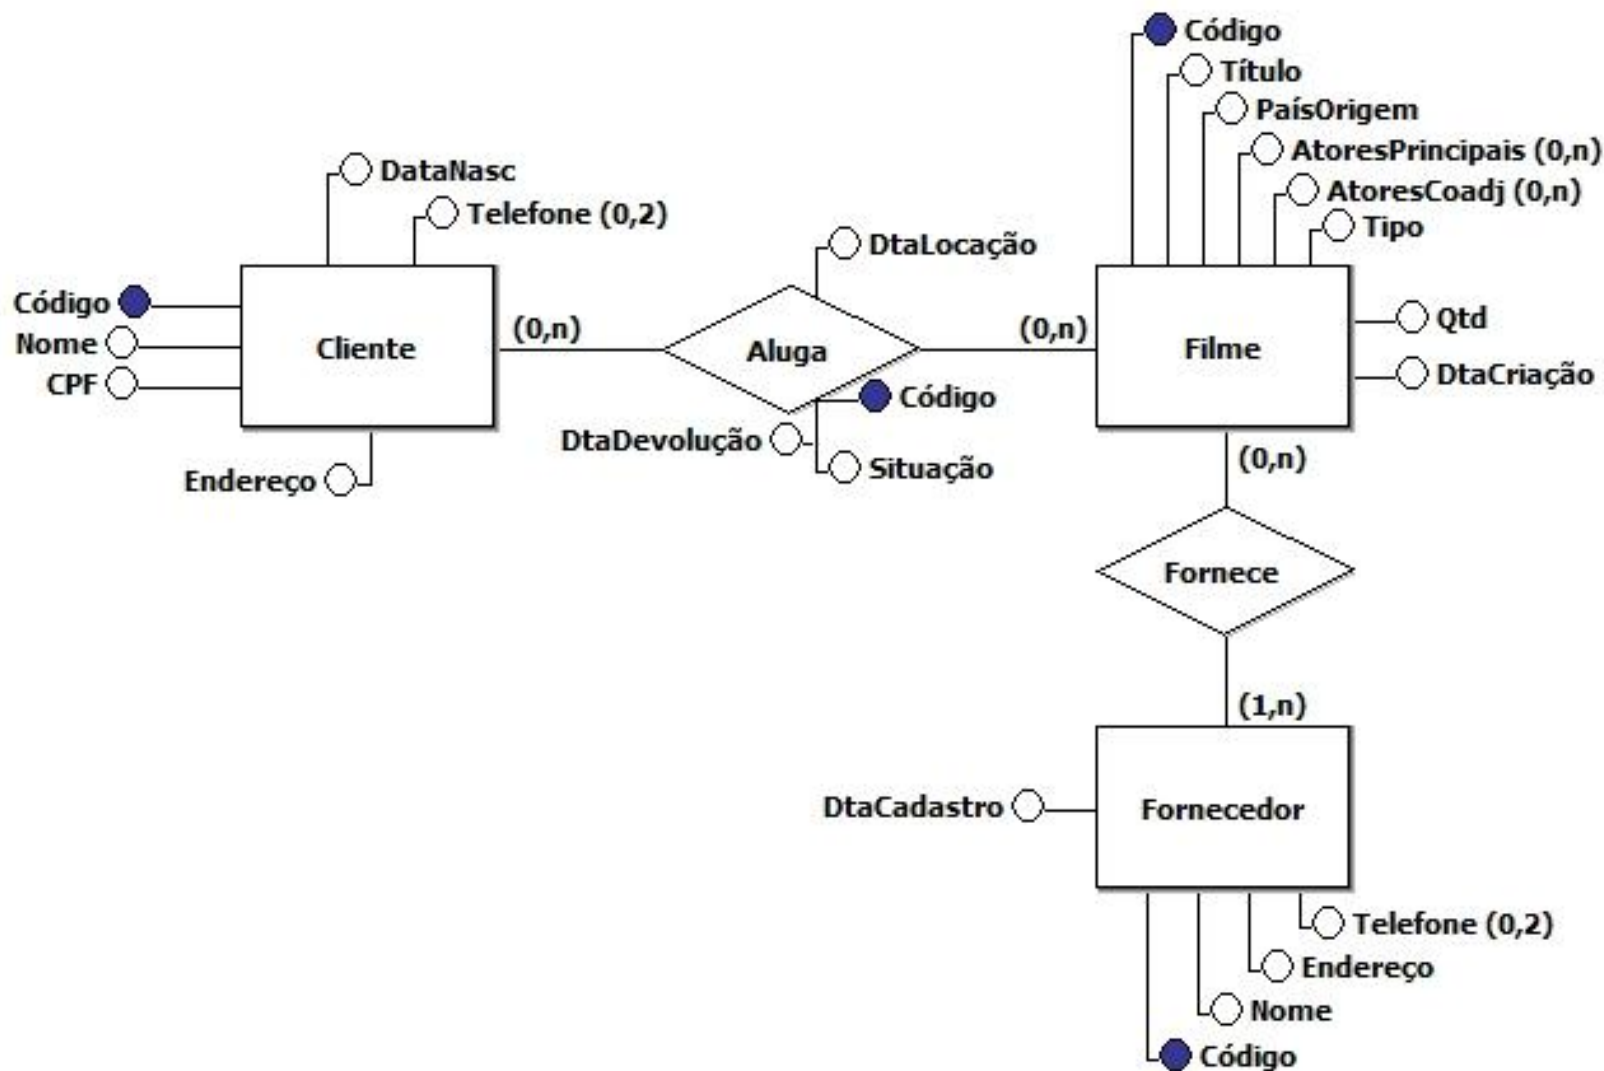 Código
Título
PaísOrigem
AtoresPrincipais (0,n)
AtoresCoadj (0,n)
Tipo
DataNasc
Telefone (0,2)
DtaLocação
Código
Nome
CPF
Cliente
(0,n)
Aluga
(0,n)
Filme
Qtd
DtaCriação
Código
DtaDevolução
Situação
Endereço
(0,n)
Fornece
(1,n)
DtaCadastro
Fornecedor
Telefone (0,2)
Endereço
Nome
Código